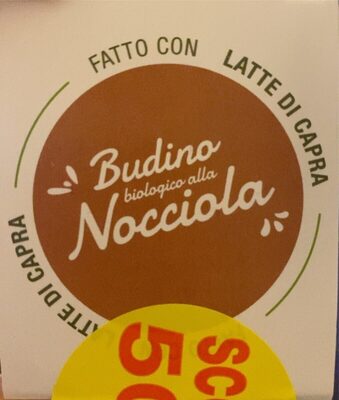 FATTO CON LATTE DI CAPRA
Budino
biologico alla
Nocciola
LATTE DI CAPRA